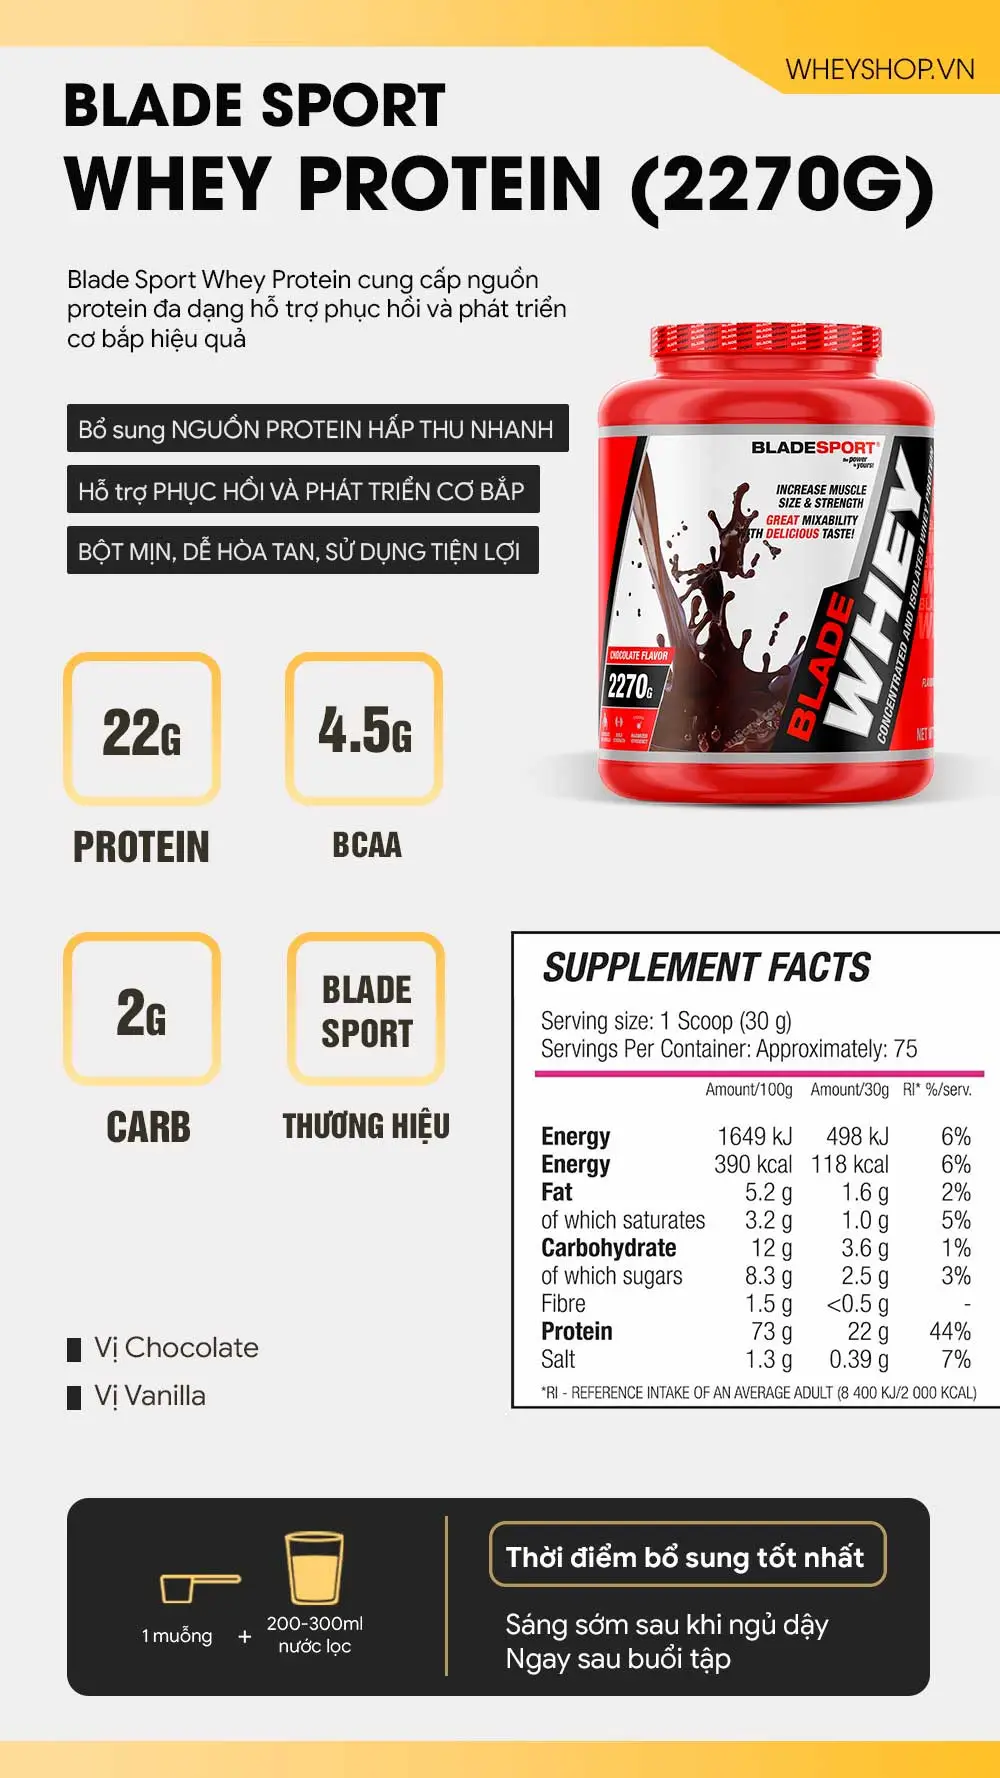 WHEYSHOP.VN
BLADE SPORT
WHEY PROTEIN (2270G)
Blade Sport Whey Protein cung cấp nguồn
protein đa dạng hỗ trợ phục hồi và phát triển
cơ bắp hiệu quả
Bổ sung NGUỒN PROTEIN HẤP THU NHANH
Hỗ trợ PHỤC HỒI VÀ PHÁT TRIỂN CƠ BẮP
BỘT MỊN, DỄ HÒA TAN, SỬ DỤNG TIỆN LỢI
BLADESPORT®
the power
is yours!
INCREASE MUSCLE
SIZE & STRENGTH
GREAT MIXABILITY
TH DELICIOUS TASTE!
BLADE
WHEY
CONCENTRATED AND ISOLATED WHEY PROTEIN
CHOCOLATE FLAVOR
2270G
22G
PROTEIN
4.5G
BCAA
2G
CARB
BLADE
SPORT
THƯƠNG HIỆU
SUPPLEMENT FACTS
Serving size: 1 Scoop (30 g)
Servings Per Container: Approximately: 75
Amount/100g Amount/30g RI* %/serv.
Energy 1649 kJ 498 kJ 6%
Energy 390 kcal 118 kcal 6%
Fat 5.2 g 1.6 g 2%
of which saturates 3.2 g 1.0 g 5%
Carbohydrate 12 g 3.6 g 1%
of which sugars 8.3 g 2.5 g 3%
Fibre 1.5 g <0.5 g -
Protein 73 g 22 g 44%
Salt 1.3 g 0.39 g 7%
*RI - REFERENCE INTAKE OF AN AVERAGE ADULT (8 400 KJ/2 000 KCAL)
Vị Chocolate
Vị Vanilla
1 muỗng + 200-300ml
nước lọc
Thời điểm bổ sung tốt nhất
Sáng sớm sau khi ngủ dậy
Ngay sau buổi tập